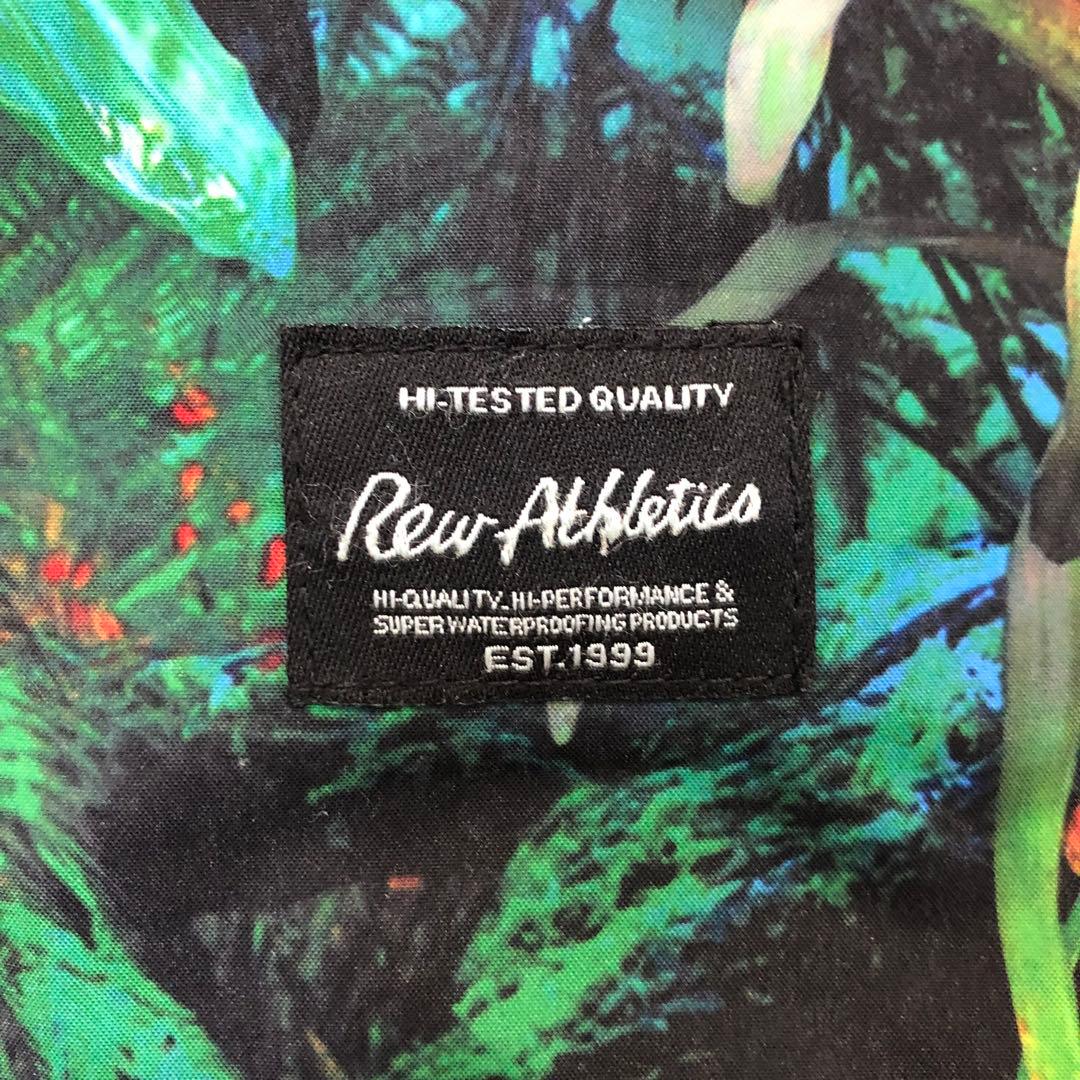 HI-TESTED QUALITY
Rew Athletics
HI-QUALITY. HI-PERFORMANCE &
SUPER WATERPROOFING PRODUCTS
EST.1999